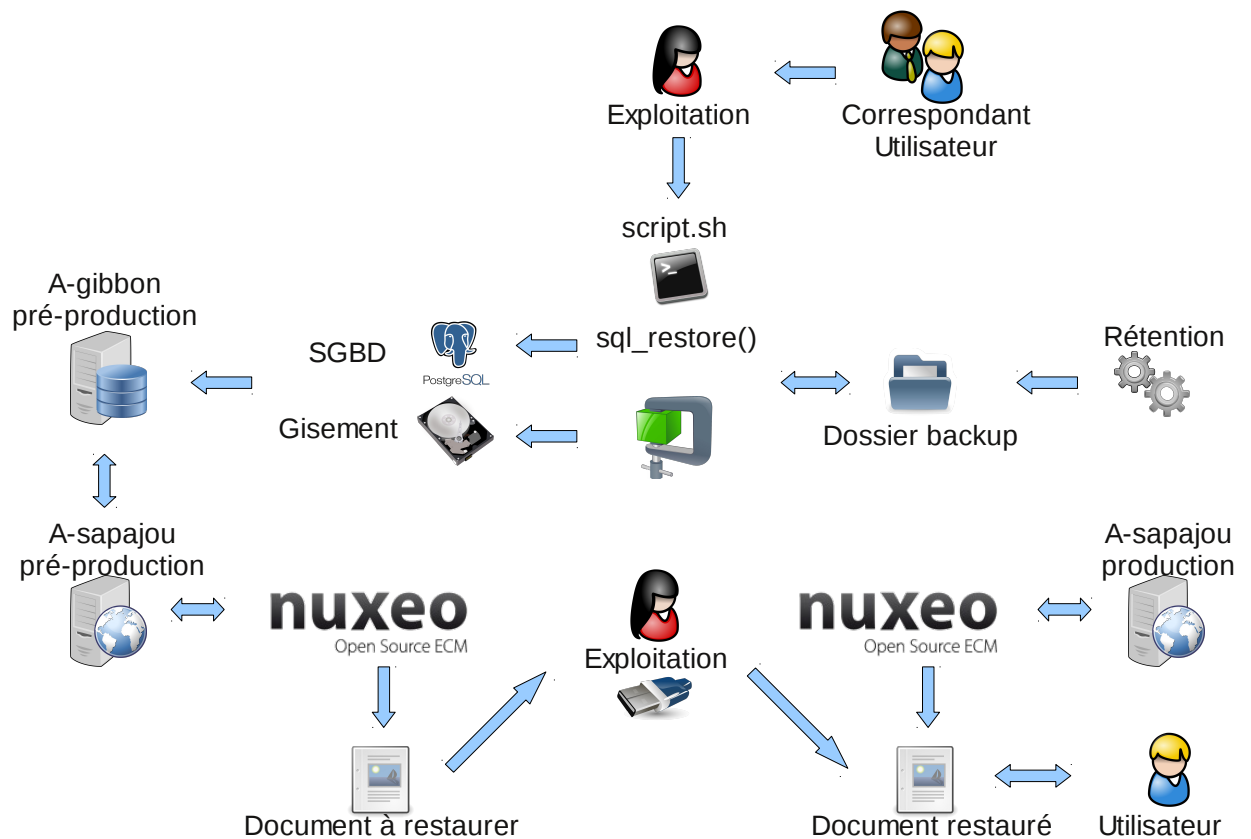 Exploitation
Correspondant
Utilisateur
script.sh
>_
A-gibbon
pré-production
sql_restore()
SGBD
PostgreSQL
Rétention
Gisement
Dossier backup
A-sapajou
pré-production
A-sapajou
production
nuxeo
Open Source ECM
nuxeo
Open Source ECM
Exploitation
Document à restaurer
Document restauré
Utilisateur